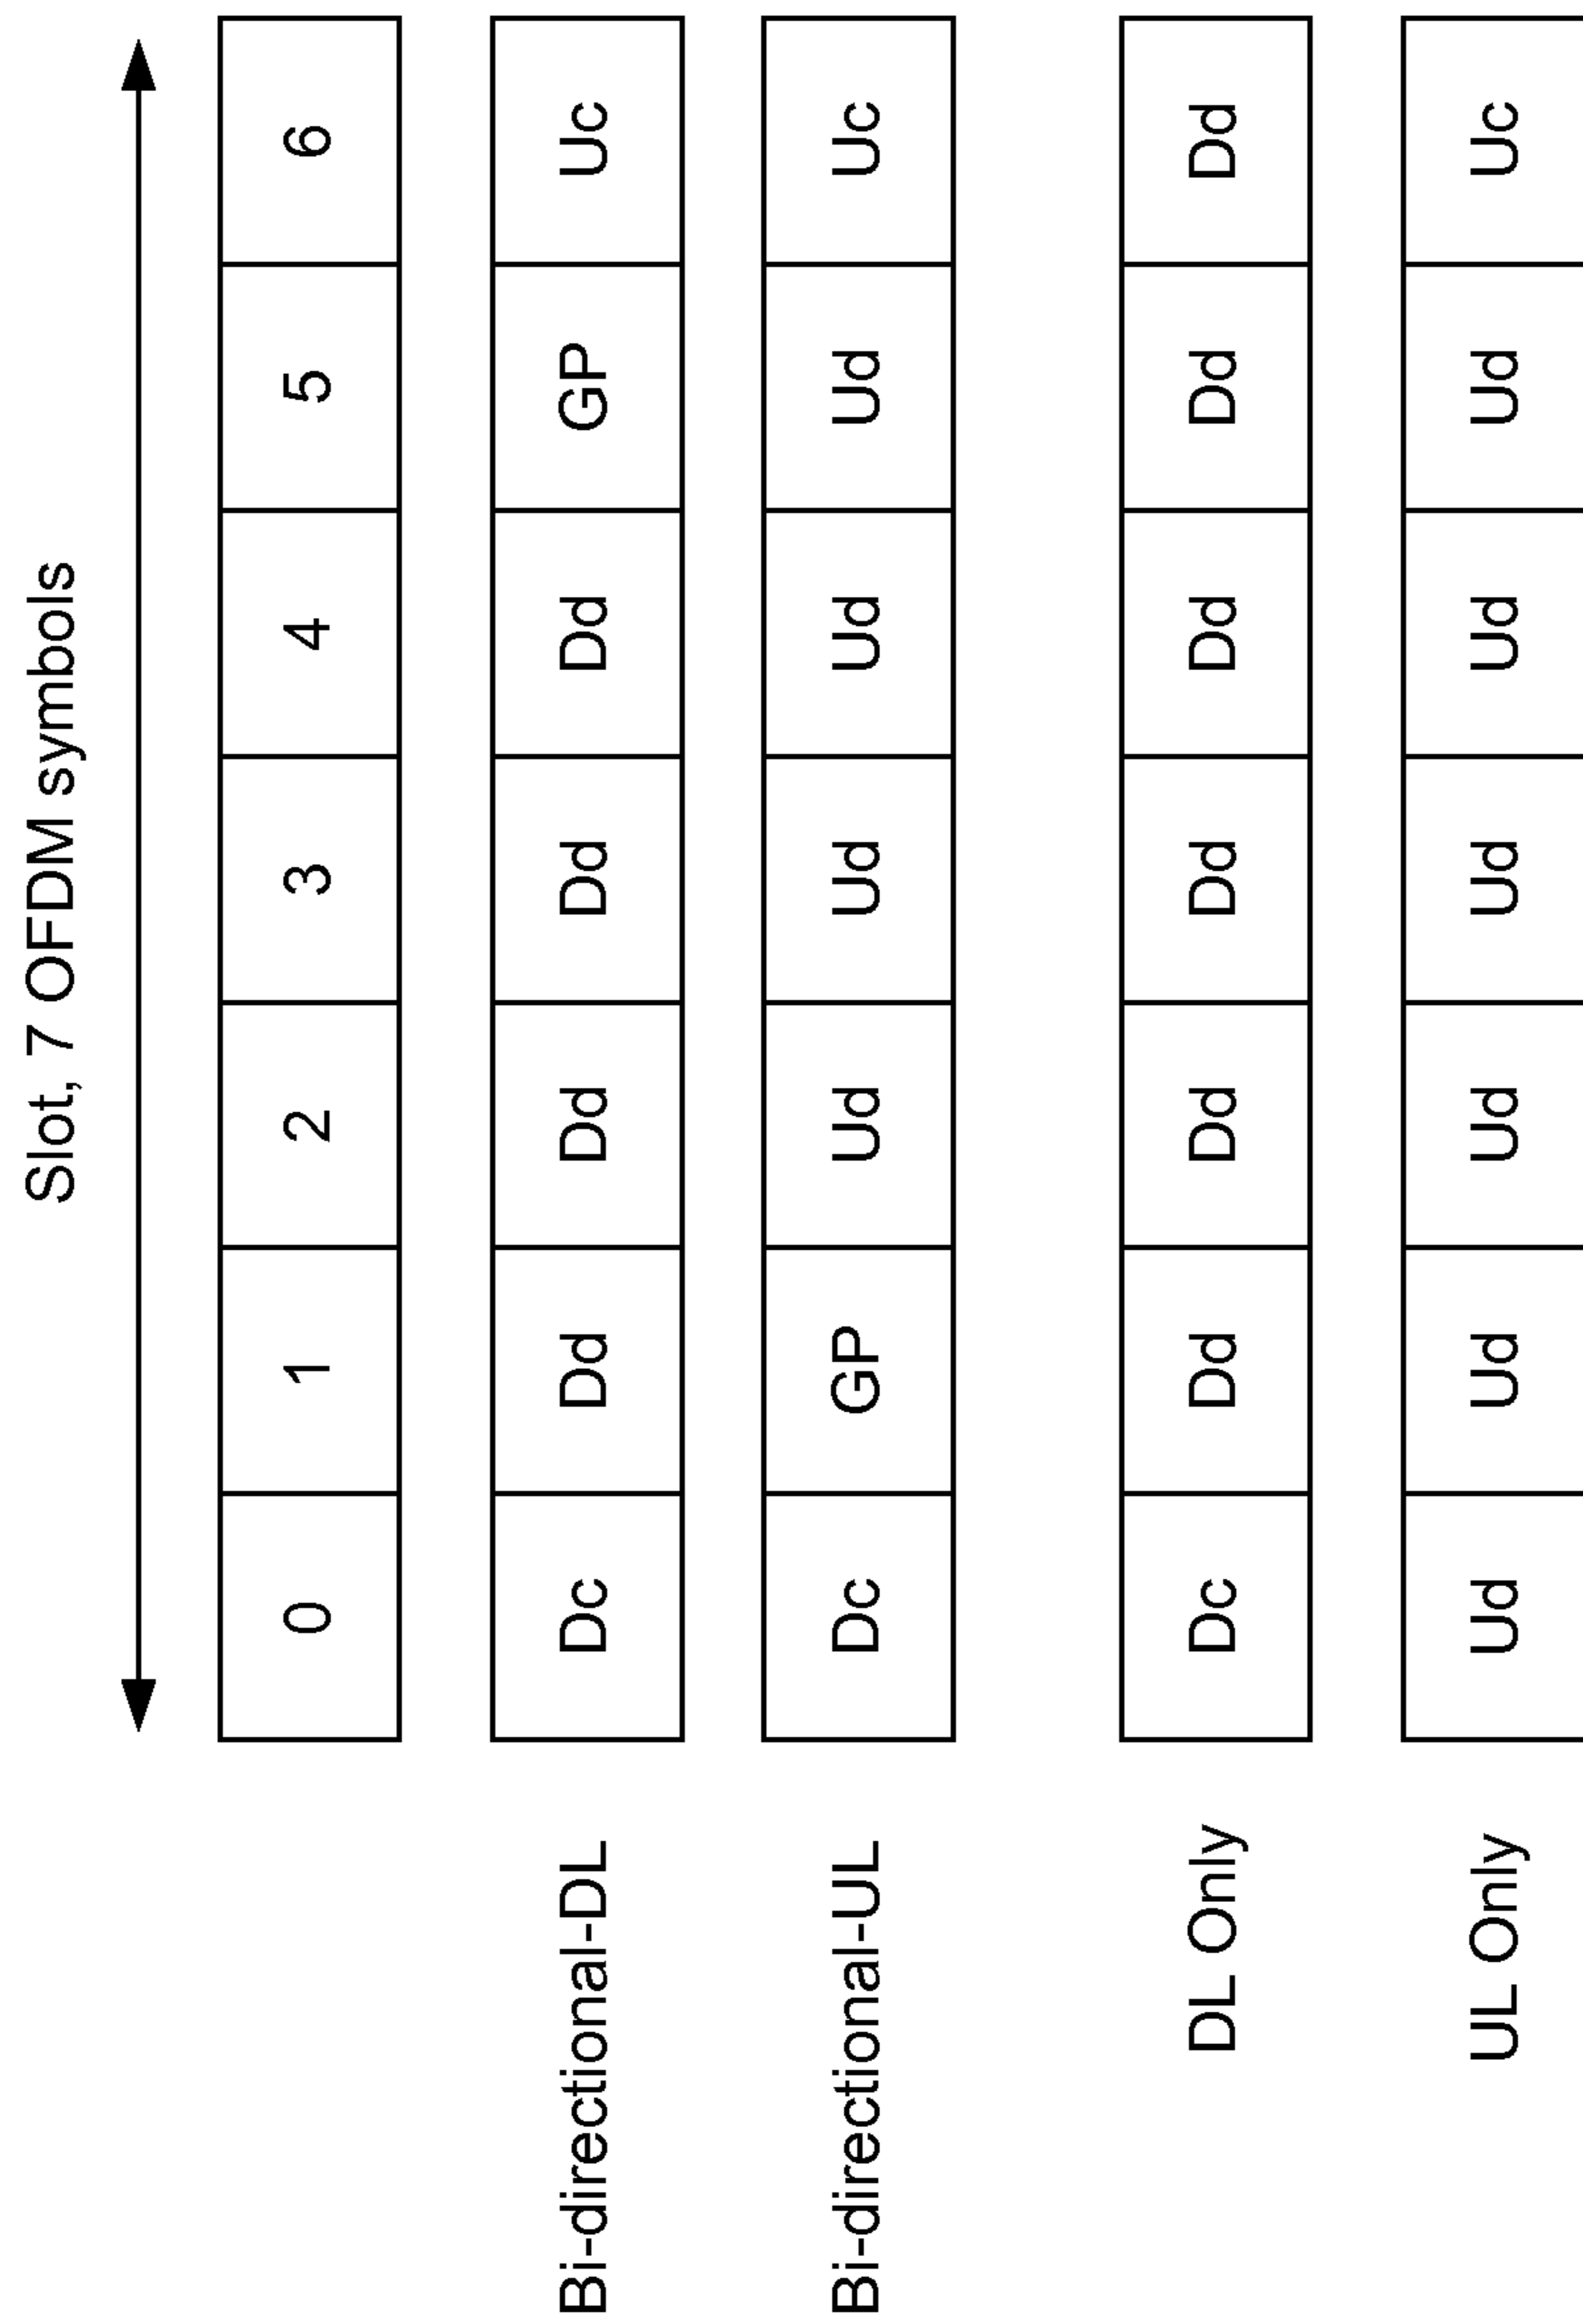 Slot, 7 OFDM symbols
0 1 2 3 4 5 6
Bi-directional-DL Dc Dd Dd Dd Dd GP Uc
Bi-directional-UL Dc GP Ud Ud Ud Ud Uc
DL Only Dc Dd Dd Dd Dd Dd Dd
UL Only Ud Ud Ud Ud Ud Ud Uc